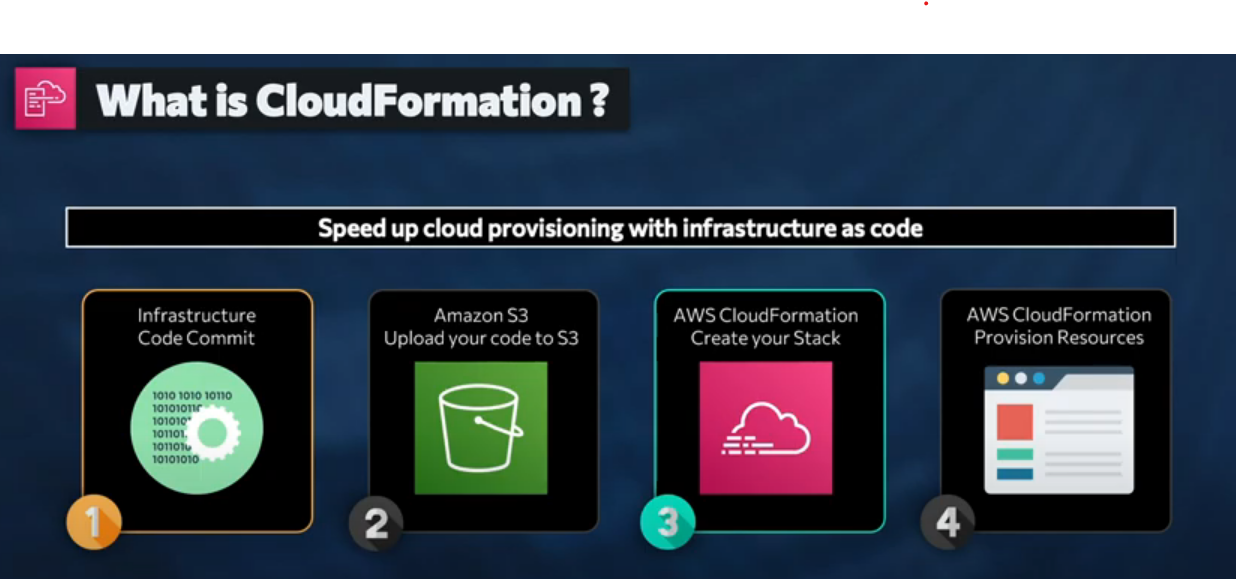 What is CloudFormation ?
Speed up cloud provisioning with infrastructure as code
Infrastructure
Code Commit
1010 1010 10110
101010110
101010
101101
1011010
10101010
1
Amazon S3
Upload your code to S3
2
AWS CloudFormation
Create your Stack
3
AWS CloudFormation
Provision Resources
4